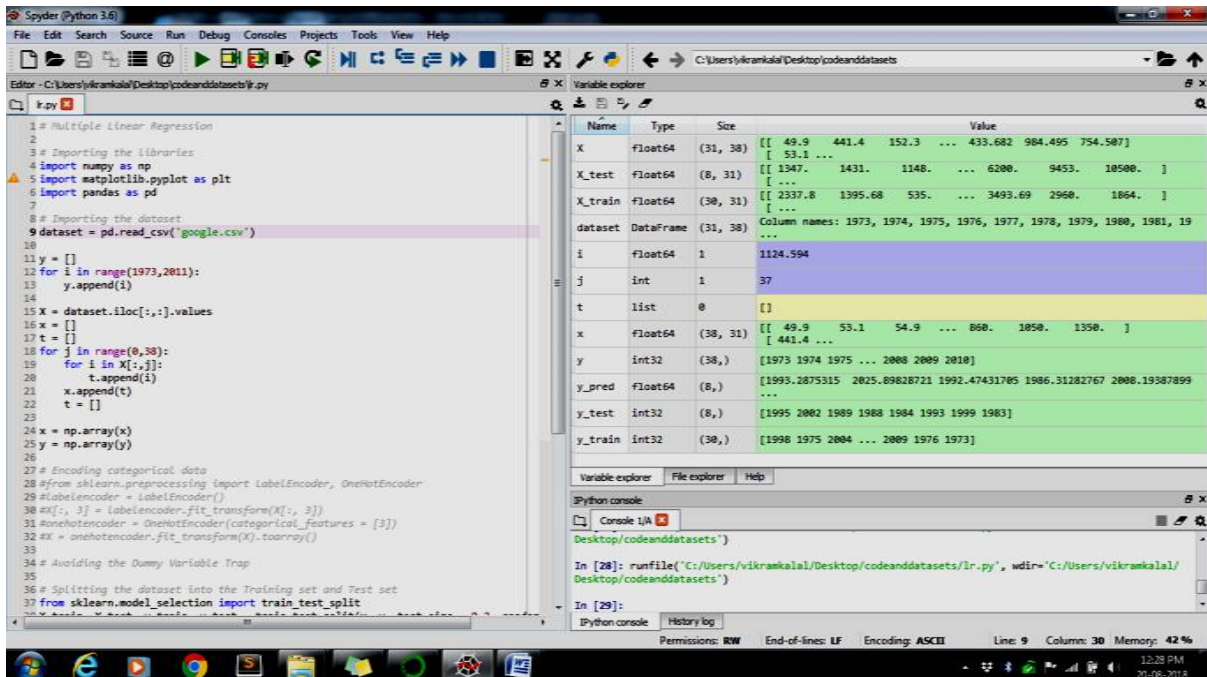 Spyder (Python 3.6)
File Edit Search Source Run Debug Consoles Projects Tools View Help
C:\Users\vikramkalal\Desktop\codeanddatasets
Editor - C:\Users\vikramkalal\Desktop\codeanddatasets\lr.py
lr.py
1 # Multiple Linear Regression
2
3 # Importing the libraries
4 import numpy as np
5 import matplotlib.pyplot as plt
6 import pandas as pd
7
8 # Importing the dataset
9 dataset = pd.read_csv('google.csv')
10
11 y = []
12 for i in range(1973,2011):
13 y.append(i)
14
15 X = dataset.iloc[:,:].values
16 x = []
17 t = []
18 for j in range(0,38):
19 for i in X[:,j]:
20 t.append(i)
21 x.append(t)
22 t = []
23
24 x = np.array(x)
25 y = np.array(y)
26
27 # Encoding categorical data
28 #from sklearn.preprocessing import LabelEncoder, OneHotEncoder
29 #labelencoder = LabelEncoder()
30 #X[:, 3] = labelencoder.fit_transform(X[:, 3])
31 #onehotencoder = OneHotEncoder(categorical_features = [3])
32 #X = onehotencoder.fit_transform(X).toarray()
33
34 # Avoiding the Dummy Variable Trap
35
36 # Splitting the dataset into the Training set and Test set
37 from sklearn.model_selection import train_test_split
Variable explorer
Name Type Size Value
X float64 (31, 38) [[ 49.9 441.4 152.3 ... 433.682 984.495 754.507]
[ 53.1 ...
X_test float64 (8, 31) [[ 1347. 1431. 1148. ... 6200. 9453. 10500. ]
[ ...
X_train float64 (30, 31) [[ 2337.8 1395.68 535. ... 3493.69 2960. 1864. ]
[ ...
dataset DataFrame (31, 38) Column names: 1973, 1974, 1975, 1976, 1977, 1978, 1979, 1980, 1981, 19
...
i float64 1 1124.594
j int 1 37
t list 0 []
x float64 (38, 31) [[ 49.9 53.1 54.9 ... 860. 1050. 1350. ]
[ 441.4 ...
y int32 (38,) [1973 1974 1975 ... 2008 2009 2010]
y_pred float64 (8,) [1993.2875315 2025.89828721 1992.47431705 1986.31282767 2008.19387899
...
y_test int32 (8,) [1995 2002 1989 1988 1984 1993 1999 1983]
y_train int32 (30,) [1998 1975 2004 ... 2009 1976 1973]
Variable explorer File explorer Help
IPython console
Console 1/A
Desktop/codeanddatasets')
In [28]: runfile('C:/Users/vikramkalal/Desktop/codeanddatasets/lr.py', wdir='C:/Users/vikramkalal/
Desktop/codeanddatasets')
In [29]:
IPython console History log
Permissions: RW End-of-lines: LF Encoding: ASCII Line: 9 Column: 30 Memory: 42 %
12:28 PM
20-08-2018